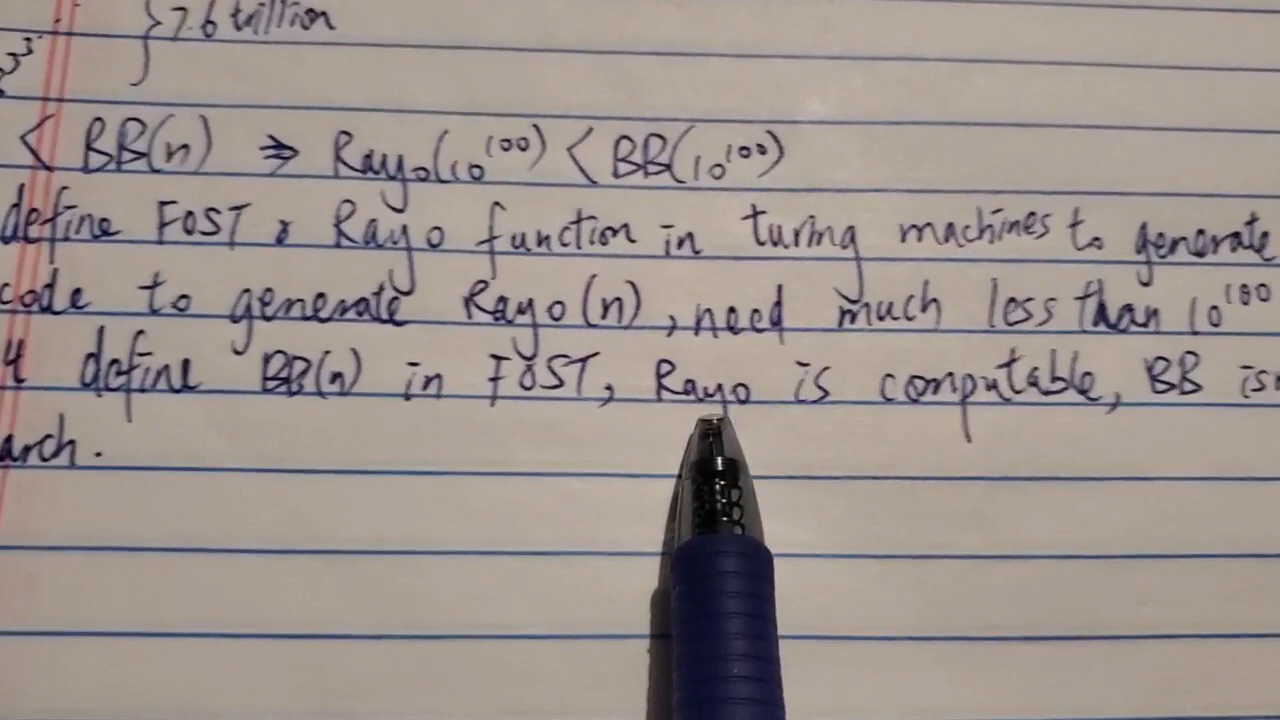 }7.6 trillion
3 3
< BB(n) ⇒ Rayo(10^100) < BB(10^100)
define FOST & Rayo function in turing machines to generate
code to generate Rayo(n), need much less than 10^100
define BB(n) in FOST, Rayo is computable, BB is
arch.